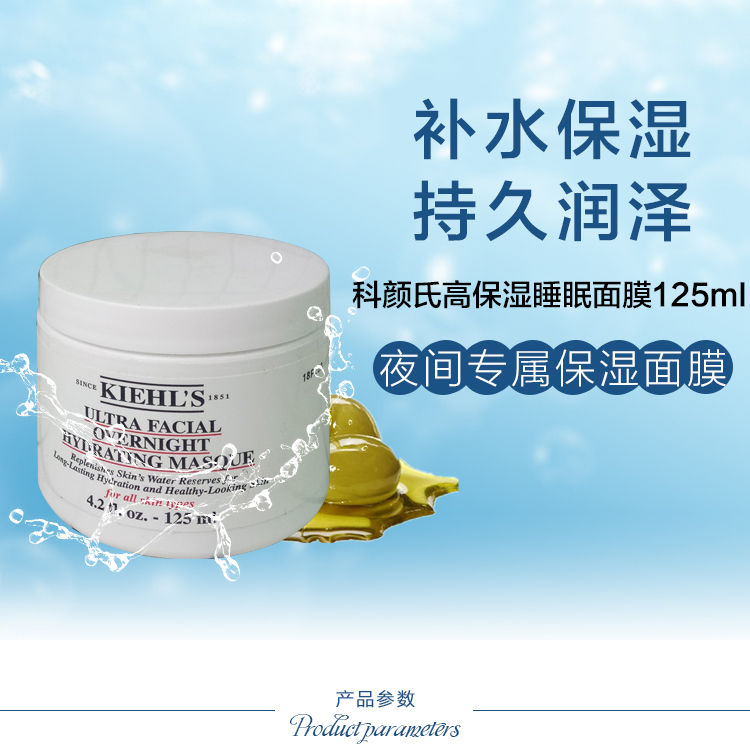 补水保湿
持久润泽
科颜氏高保湿睡眠面膜125ml
夜间专属保湿面膜
SINCE KIEHL'S 1851
ULTRA FACIAL
OVERNIGHT
HYDRATING MASQUE
Replenishes Skin's Water Reserves for
Long-Lasting Hydration and Healthy-Looking Skin
for all skin types
4.2 fl. oz. - 125 ml
产品参数
Product parameters